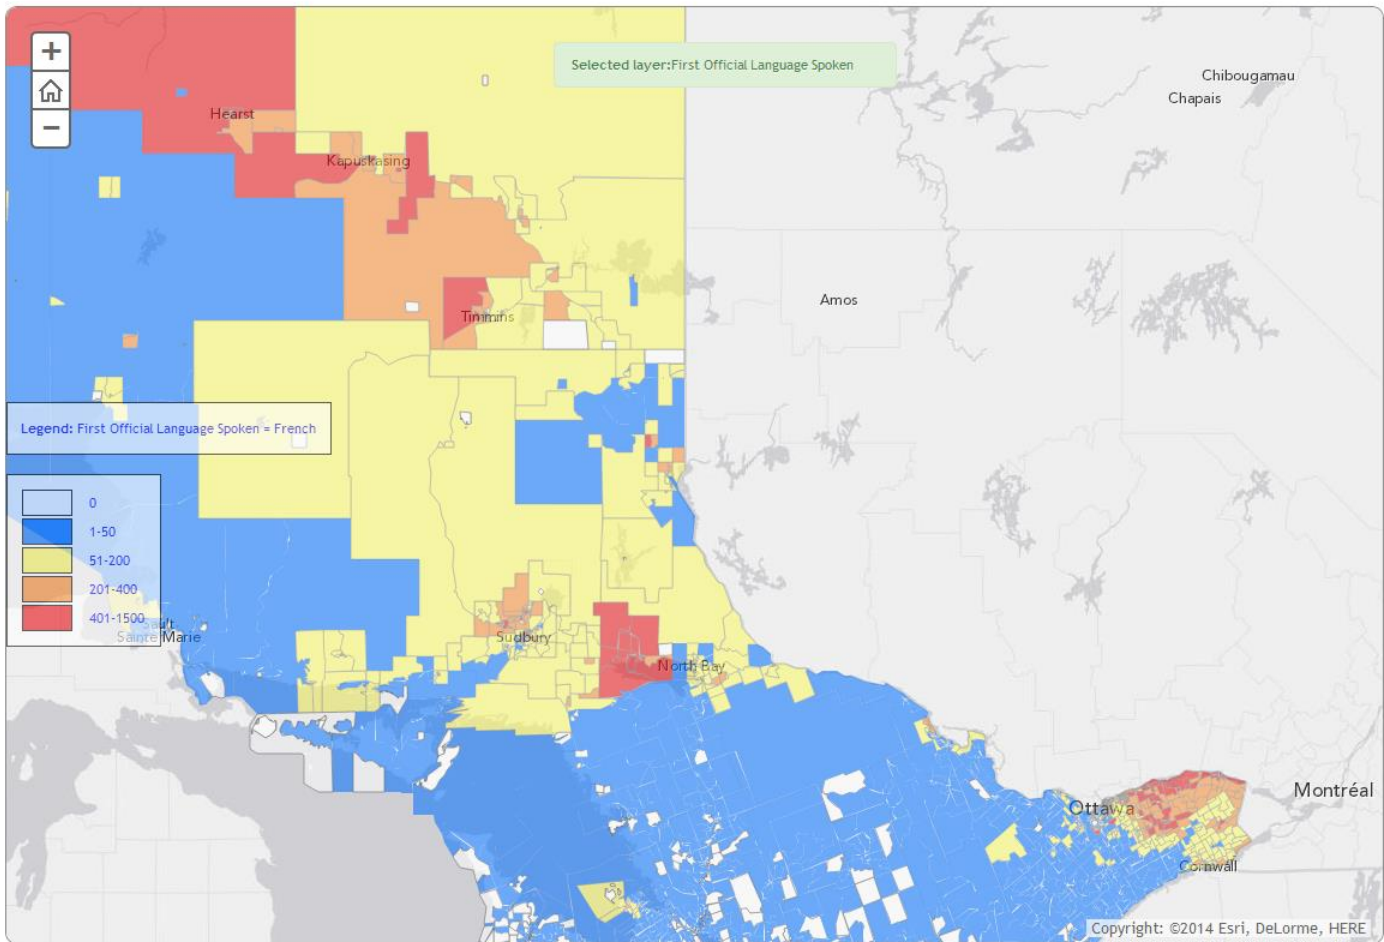 +
−
Selected layer:First Official Language Spoken
Chibougamau
Chapais
Hearst
Kapuskasing
Amos
Timmins
Legend: First Official Language Spoken = French
0
1-50
51-200
201-400
401-1500
Sault
Sainte Marie
Sudbury
North Bay
Montréal
Ottawa
Cornwall
Copyright: ©2014 Esri, DeLorme, HERE